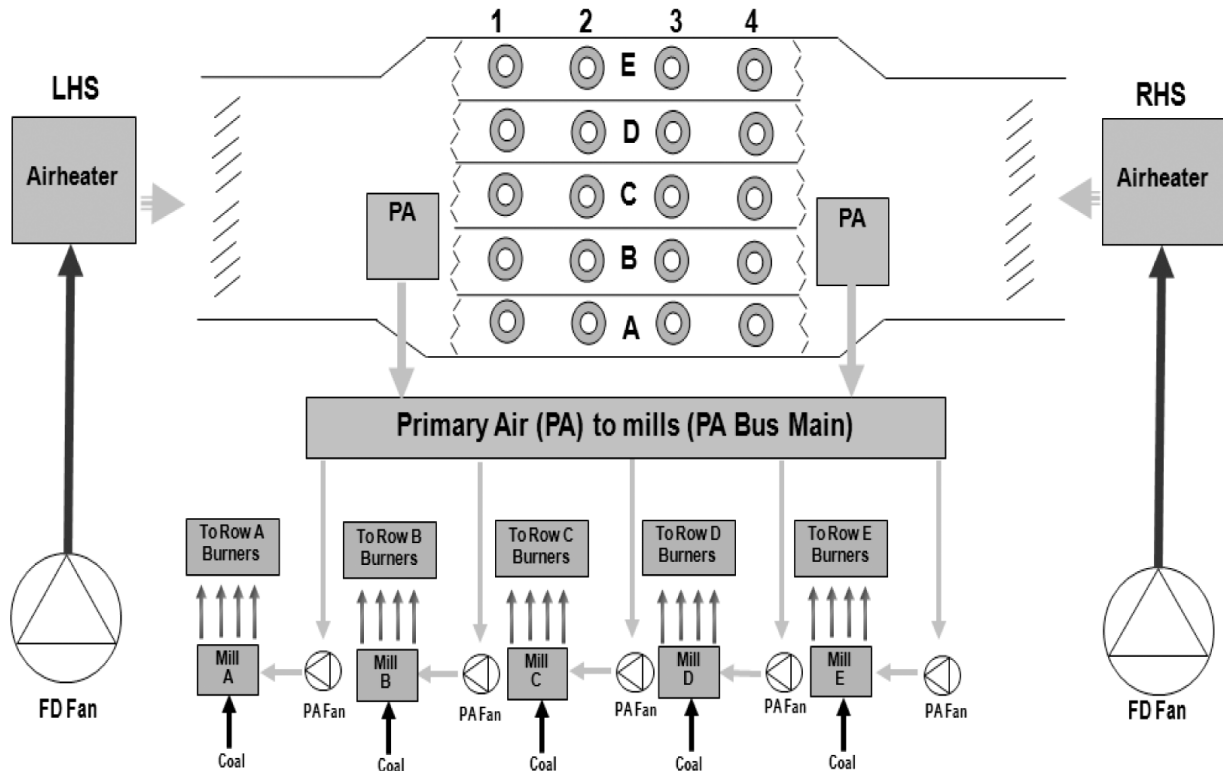 1 2 3 4
E
LHS
RHS
D
Airheater
Airheater
C
PA
PA
B
A
Primary Air (PA) to mills (PA Bus Main)
To Row A
Burners
To Row B
Burners
To Row C
Burners
To Row D
Burners
To Row E
Burners
Mill
A
Mill
B
Mill
C
Mill
D
Mill
E
FD Fan
PA Fan
PA Fan
PA Fan
PA Fan
PA Fan
FD Fan
Coal
Coal
Coal
Coal
Coal